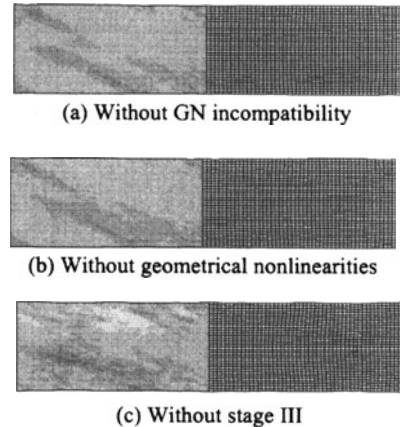 (a) Without GN incompatibility
(b) Without geometrical nonlinearities
(c) Without stage III